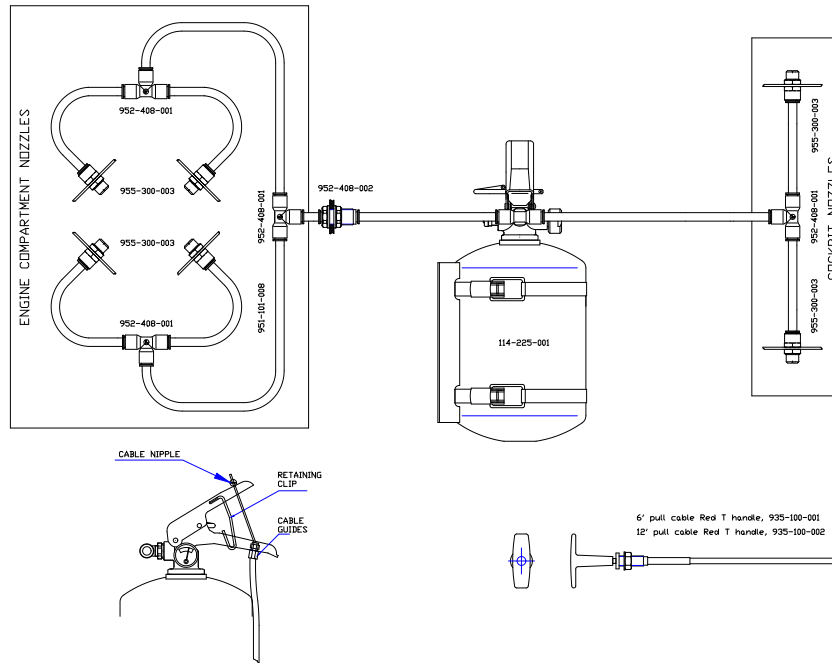 ENGINE COMPARTMENT NOZZLES
952-408-001
955-300-003
955-300-003
952-408-001
952-408-001
951-101-008
952-408-002
114-225-001
955-300-003
952-408-001
955-300-003
COCKPIT NOZZLES
CABLE NIPPLE
RETAINING
CLIP
CABLE
GUIDES
6' pull cable Red T handle, 935-100-001
12' pull cable Red T handle, 935-100-002